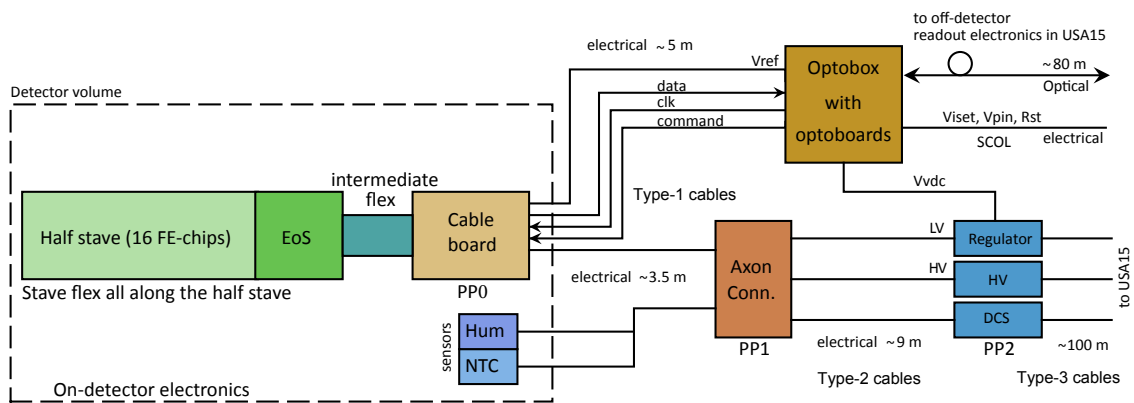 to off-detector
readout electronics in USA15
electrical ~ 5 m
Vref
Optobox
with
optoboards
~80 m
Optical
Detector volume
data
clk
command
Viset, Vpin, Rst
SCOL
electrical
intermediate
flex
Type-1 cables
Vvdc
Half stave (16 FE-chips)
EoS
Cable
board
Axon
Conn.
LV
Regulator
HV
HV
DCS
to USA15
Stave flex all along the half stave
PP0
electrical ~3.5 m
sensors
Hum
NTC
PP1
electrical ~9 m
PP2
~100 m
Type-2 cables
Type-3 cables
On-detector electronics